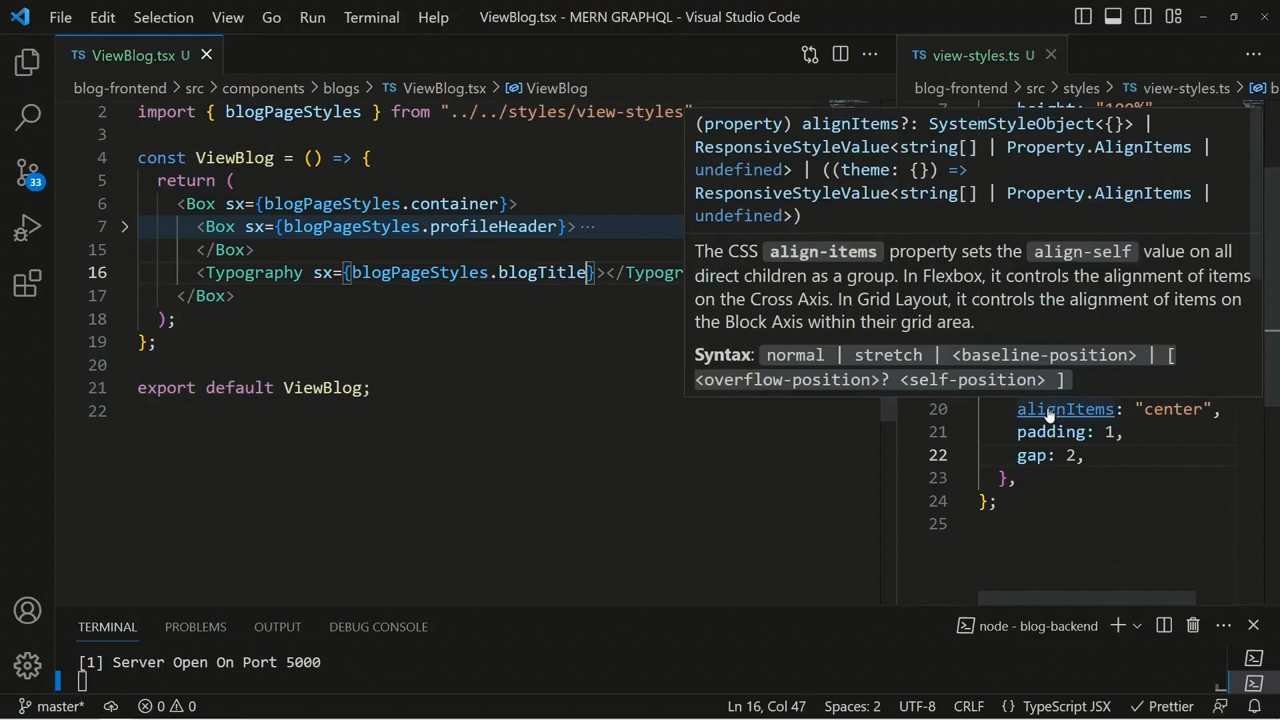 File Edit Selection View Go Run Terminal Help ViewBlog.tsx - MERN GRAPHQL - Visual Studio Code
TS ViewBlog.tsx U
TS view-styles.ts U
blog-frontend > src > components > blogs > TS ViewBlog.tsx > ViewBlog
blog-frontend > src > styles > TS view-styles.ts > b
2 import { blogPageStyles } from "../../styles/view-styles"
3
4 const ViewBlog = () => {
5 return (
6 <Box sx={blogPageStyles.container}>
7 <Box sx={blogPageStyles.profileHeader}>···
15 </Box>
16 <Typography sx={blogPageStyles.blogTitle}></Typogr
17 </Box>
18 );
19 };
20
21 export default ViewBlog;
22
7 height: "100%"
(property) alignItems?: SystemStyleObject<{}> |
ResponsiveStyleValue<string[] | Property.AlignItems |
undefined> | ((theme: {}) =>
ResponsiveStyleValue<string[] | Property.AlignItems |
undefined>)
The CSS align-items property sets the align-self value on all
direct children as a group. In Flexbox, it controls the alignment of items
on the Cross Axis. In Grid Layout, it controls the alignment of items on
the Block Axis within their grid area.
Syntax: normal | stretch | <baseline-position> | [
<overflow-position>? <self-position> ]
20 alignItems: "center",
21 padding: 1,
22 gap: 2,
23 },
24 };
25
TERMINAL PROBLEMS OUTPUT DEBUG CONSOLE
node - blog-backend
[1] Server Open On Port 5000
33
master* 0 0 Ln 16, Col 47 Spaces: 2 UTF-8 CRLF {} TypeScript JSX Prettier